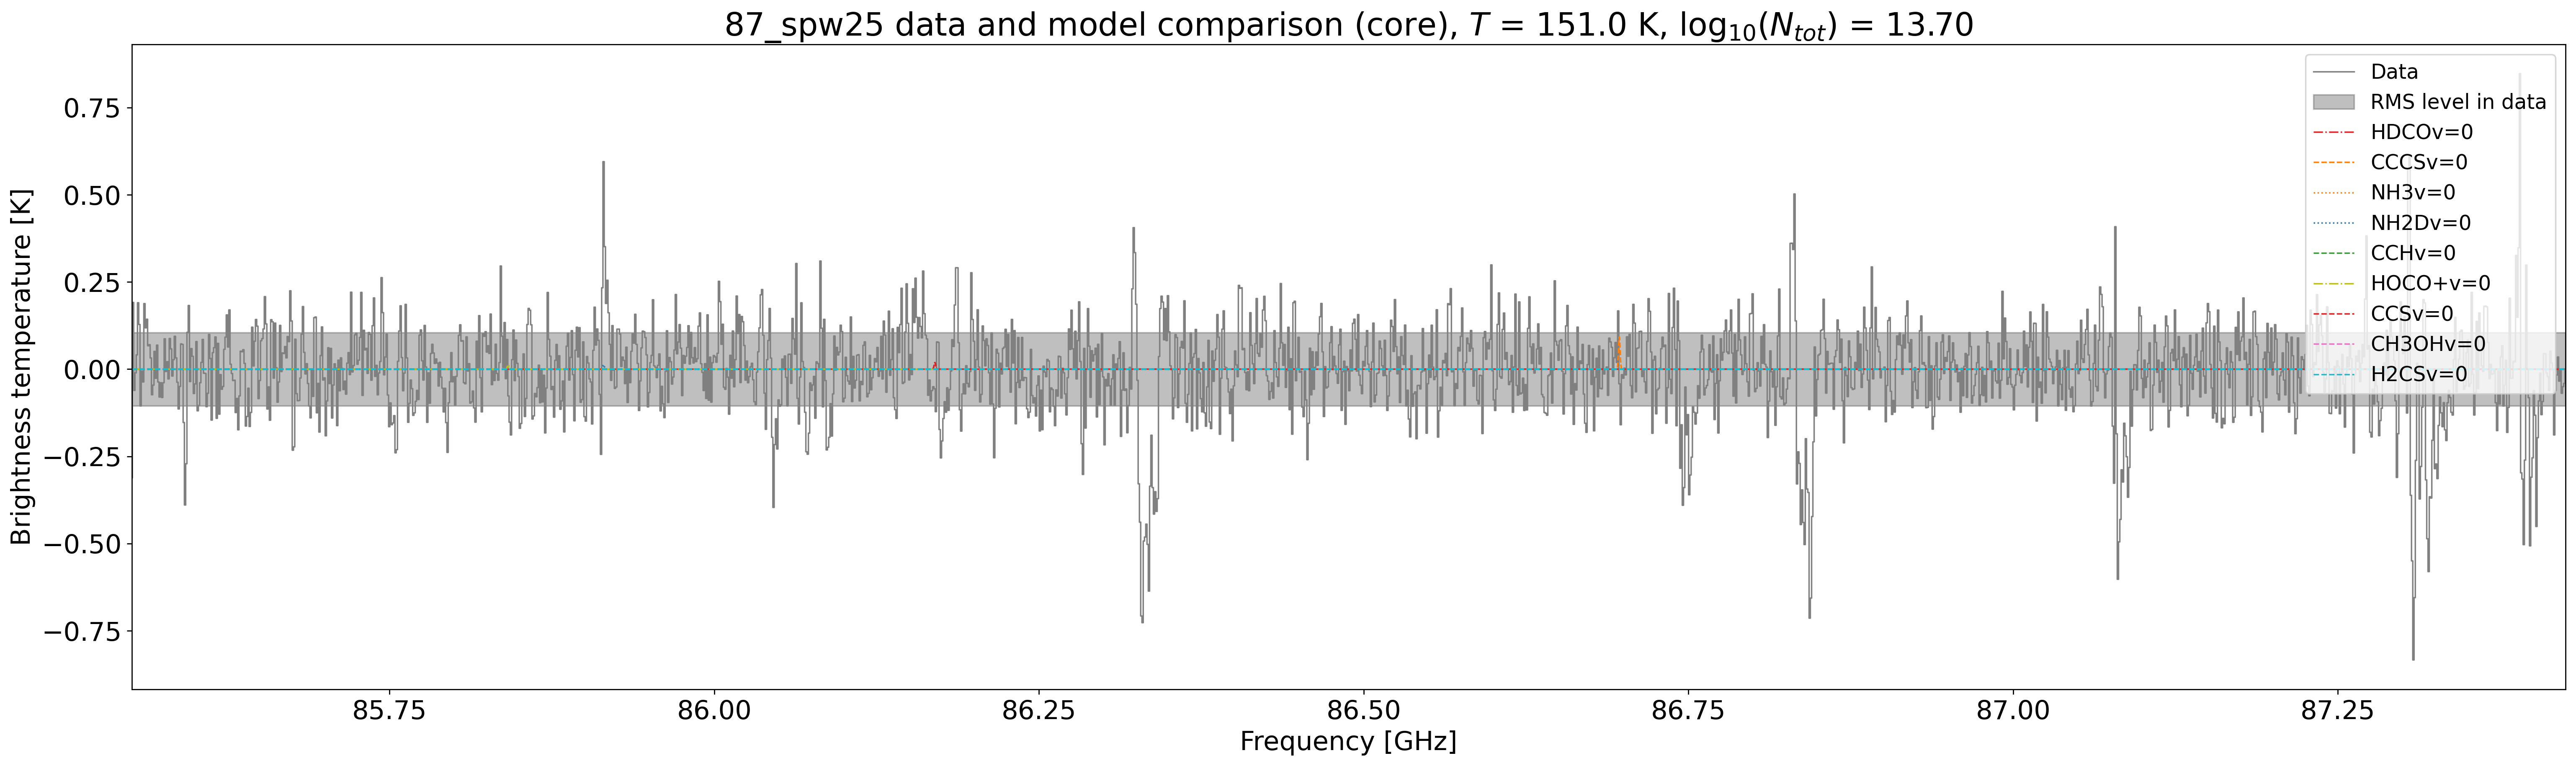 87_spw25 data and model comparison (core), T = 151.0 K, log₁₀(Nₜₒₜ) = 13.70
Data
RMS level in data
HDCOv=0
CCCSv=0
NH3v=0
NH2Dv=0
CCHv=0
HOCO+v=0
CCSv=0
CH3OHv=0
H2CSv=0
Brightness temperature [K]
0.75
0.50
0.25
0.00
−0.25
−0.50
−0.75
85.75 86.00 86.25 86.50 86.75 87.00 87.25
Frequency [GHz]